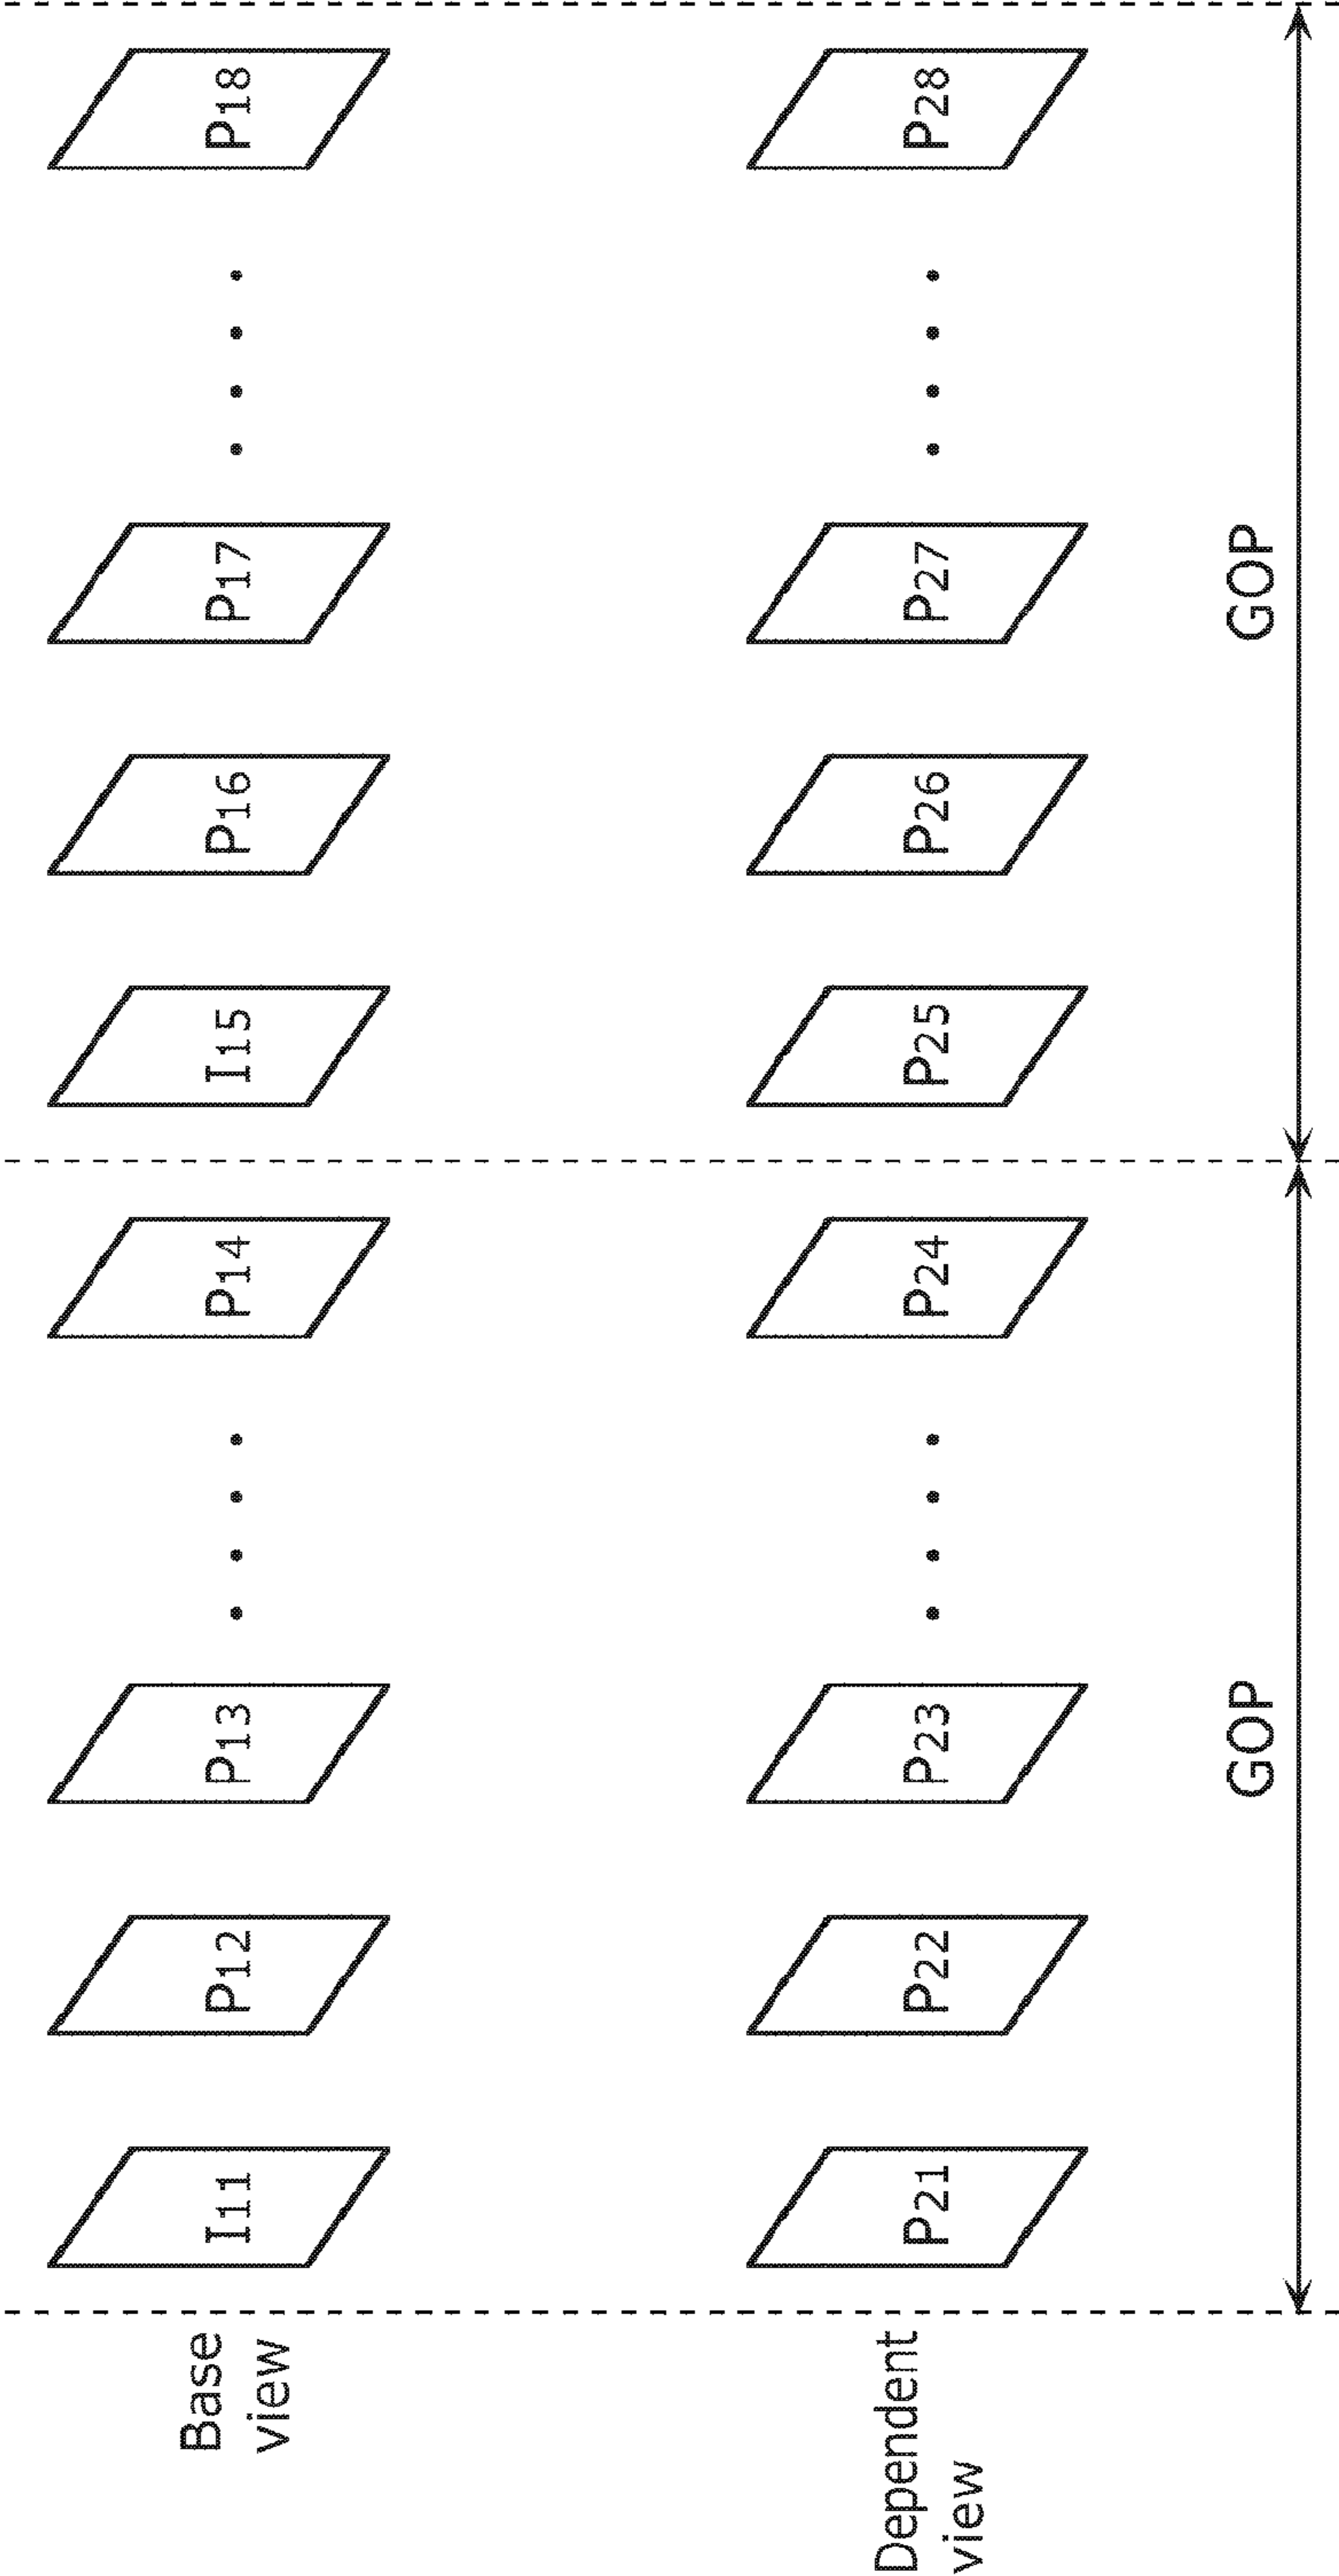 Base
view
I11 P12 P13 • • • • P14 I15 P16 P17 • • • • P18
Dependent
view
P21 P22 P23 • • • • P24 P25 P26 P27 • • • • P28
GOP GOP